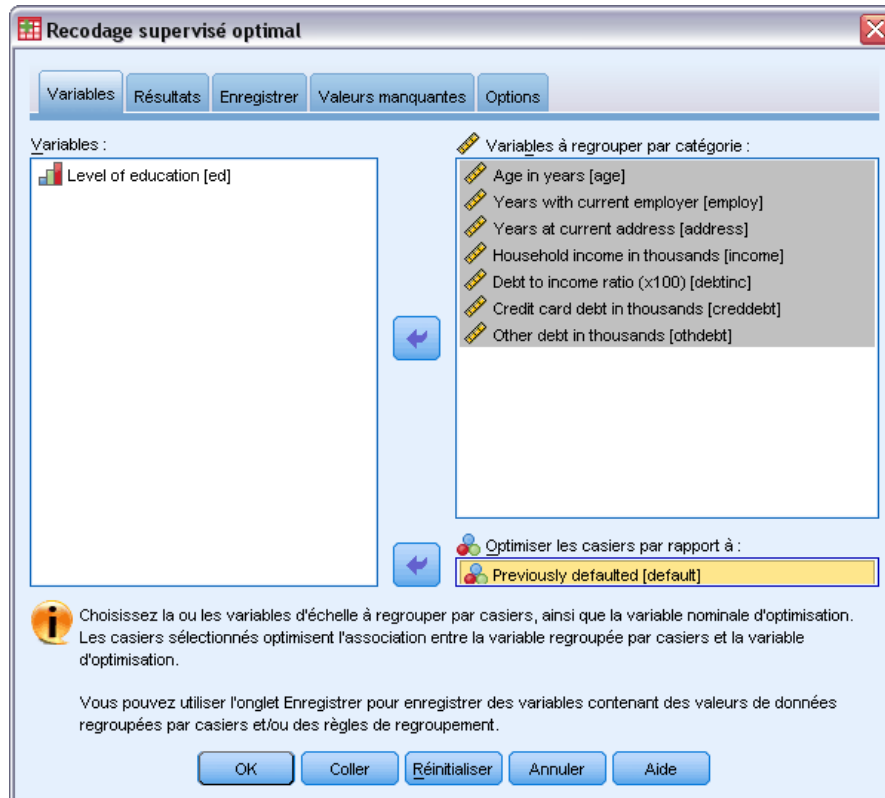 Recodage supervisé optimal
Variables
Résultats
Enregistrer
Valeurs manquantes
Options
Variables :
Level of education [ed]
Variables à regrouper par catégorie :
Age in years [age]
Years with current employer [employ]
Years at current address [address]
Household income in thousands [income]
Debt to income ratio (x100) [debtinc]
Credit card debt in thousands [creddebt]
Other debt in thousands [othdebt]
Optimiser les casiers par rapport à :
Previously defaulted [default]
Choisissez la ou les variables d'échelle à regrouper par casiers, ainsi que la variable nominale d'optimisation.
Les casiers sélectionnés optimisent l'association entre la variable regroupée par casiers et la variable
d'optimisation.
Vous pouvez utiliser l'onglet Enregistrer pour enregistrer des variables contenant des valeurs de données
regroupées par casiers et/ou des règles de regroupement.
OK
Coller
Réinitialiser
Annuler
Aide